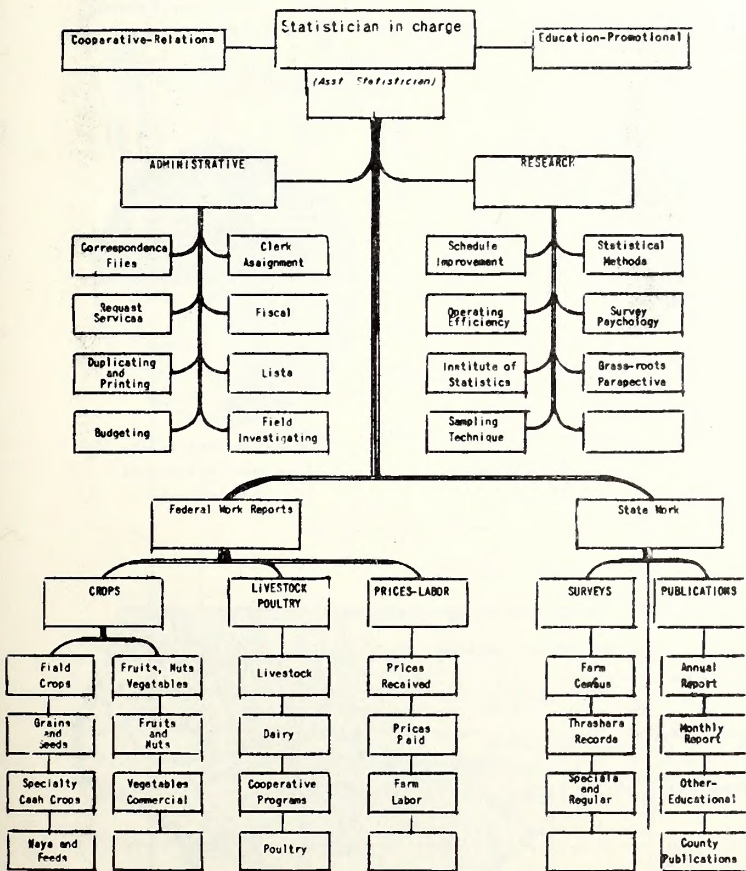 Statistician in charge
Cooperative-Relations
Education-Promotional
(Asst Statistician)
ADMINISTRATIVE
RESEARCH
Correspondence
Files
Clerk
Assignment
Schedule
Improvement
Statistical
Methods
Request
Services
Fiscal
Operating
Efficiency
Survey
Psychology
Duplicating
and
Printing
Lists
Institute of
Statistics
Grass-roots
Perspective
Budgeting
Field
Investigating
Sampling
Technique
Federal Work Reports
State Work
CROPS
LIVESTOCK
POULTRY
PRICES-LABOR
SURVEYS
PUBLICATIONS
Field
Crops
Fruits, Nuts
Vegetables
Livestock
Prices
Received
Farm
Census
Annual
Report
Grains
and
Seeds
Fruits
and
Nuts
Dairy
Prices
Paid
Thrashers
Records
Monthly
Report
Specialty
Cash Crops
Vegetables
Commercial
Cooperative
Programs
Farm
Labor
Specials
and
Regular
Other-
Educational
Hays and
Feeds
Poultry
County
Publications